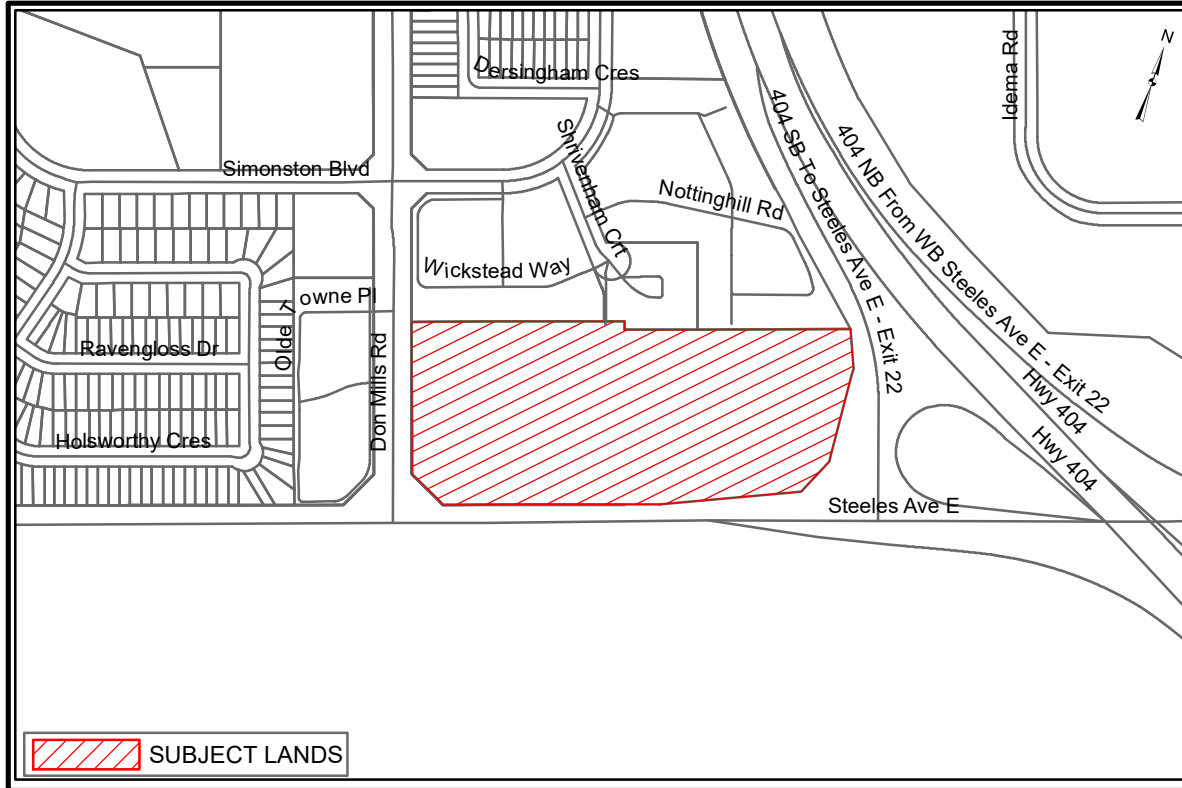 N
Idema Rd
Dersingham Cres
404 SB To Steeles Ave E - Exit 22
404 NB From WB Steeles Ave E - Exit 22
Shrivenham Crt
Simonston Blvd
Nottinghill Rd
Wickstead Way
Olde Towne Pl
Ravengloss Dr
Don Mills Rd
Holsworthy Cres
Hwy 404
Hwy 404
Steeles Ave E
SUBJECT LANDS